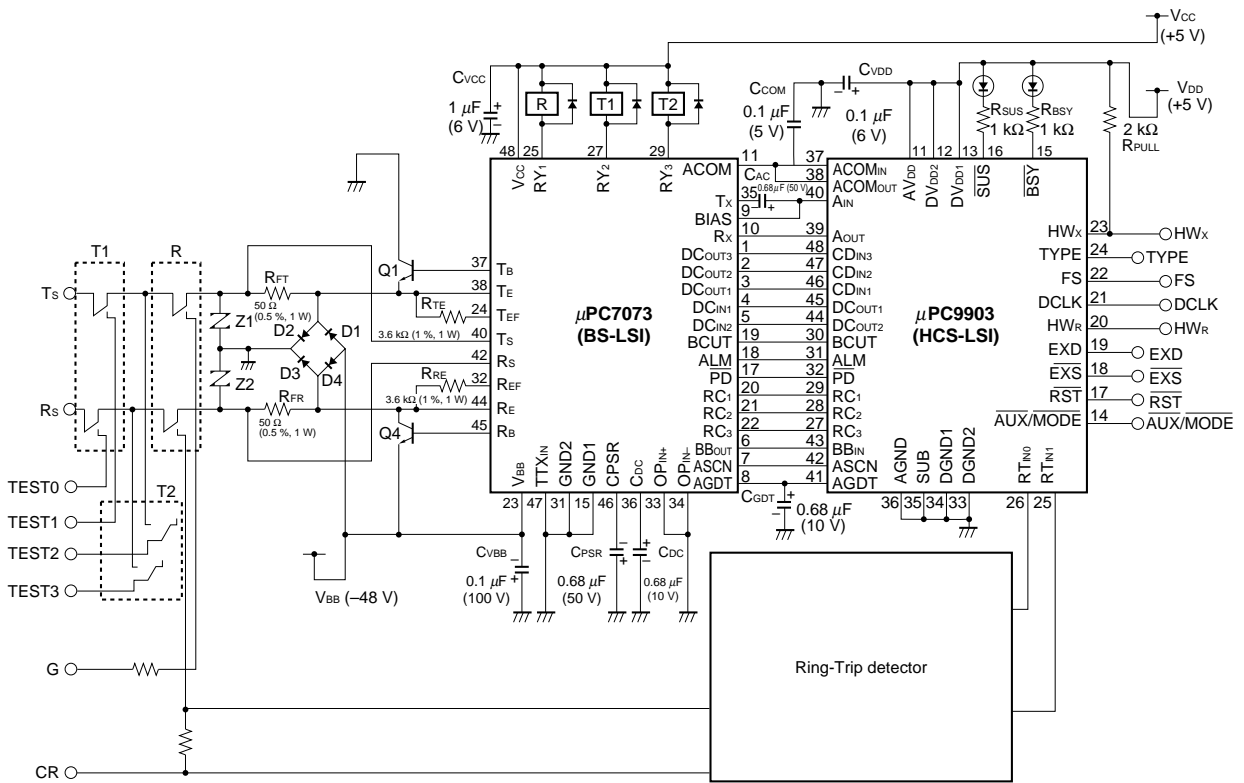 VCC
(+5 V)
CVCC
1 µF
(6 V)
R
T1
T2
CCOM
0.1 µF
(5 V)
CVDD
0.1 µF
(6 V)
RSUS
1 kΩ
RBSY
1 kΩ
VDD
(+5 V)
2 kΩ
RPULL
48 25 27 29
VCC
RY1
RY2
RY3
ACOM
11
CAC
0.68µF (50 V)
37
38
35
40
ACOMIN
ACOMOUT
11 12 13 16 15
AVDD
DVDD2
DVDD1
SUS
BSY
TX
AIN
BIAS
9
RX 10 39 AOUT
DCOUT3 1 48 CDIN3
DCOUT2 2 47 CDIN2
DCOUT1 3 46 CDIN1
DCIN1 4 45 DCOUT1
DCIN2 5 44 DCOUT2
BCUT 19 30 BCUT
ALM 18 31 ALM
PD 17 32 PD
RC1 20 29 RC1
RC2 21 28 RC2
RC3 22 27 RC3
BBOUT 6 43 BBIN
ASCN 7 42 ASCN
AGDT 8 41 AGDT
µPC7073
(BS-LSI)
µPC9903
(HCS-LSI)
HWX 23 HWX
TYPE 24 TYPE
FS 22 FS
DCLK 21 DCLK
HWR 20 HWR
EXD 19 EXD
EXS 18 EXS
RST 17 RST
AUX/MODE 14 AUX/MODE
T1
R
TS
RFT
50 Ω
(0.5 %, 1 W)
Z1
Z2
D2
D1
D3
D4
RS
RFR
50 Ω
(0.5 %, 1 W)
Q1
Q4
RTE
3.6 kΩ (1 %, 1 W)
RRE
3.6 kΩ (1 %, 1 W)
37 TB
38 TE
24 TEF
40 TS
42 RS
32 REF
44 RE
45 RB
VBB
TTXIN
GND2
GND1
CPSR
CDC
OPIN+
OPIN–
23 47 31 15 46 36 33 34
CGDT
0.68 µF
(10 V)
AGND
SUB
DGND1
DGND2
36 35 34 33
RTIN0
RTIN1
26 25
TEST0
TEST1
TEST2
TEST3
T2
VBB (–48 V)
CVBB
0.1 µF
(100 V)
CPSR
0.68 µF
(50 V)
CDC
0.68 µF
(10 V)
G
CR
Ring-Trip detector